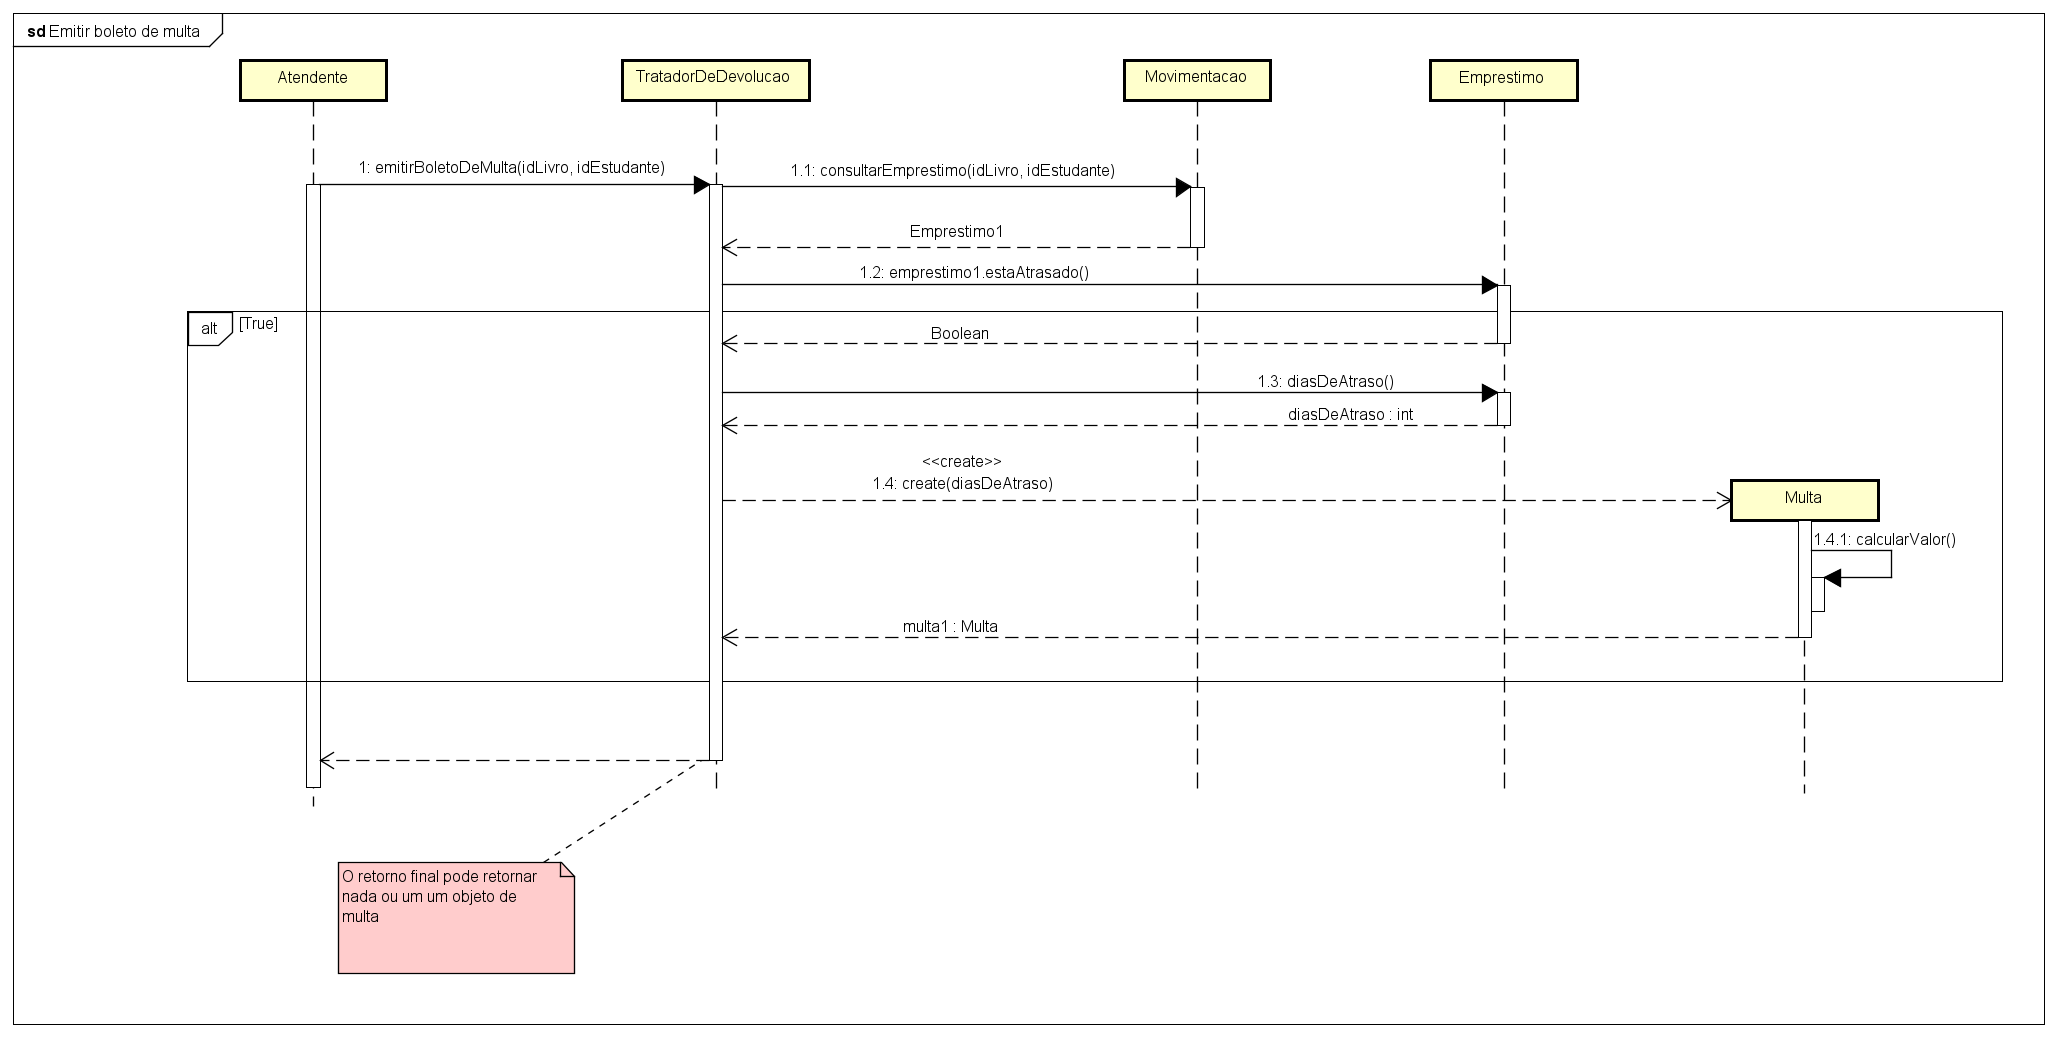 sd Emitir boleto de multa
Atendente
TratadorDeDevolucao
Movimentacao
Emprestimo
1: emitirBoletoDeMulta(idLivro, idEstudante)
1.1: consultarEmprestimo(idLivro, idEstudante)
Emprestimo1
1.2: emprestimo1.estaAtrasado()
alt
[True]
Boolean
1.3: diasDeAtraso()
diasDeAtraso : int
<<create>>
1.4: create(diasDeAtraso)
Multa
1.4.1: calcularValor()
multa1 : Multa
O retorno final pode retornar
nada ou um um objeto de
multa